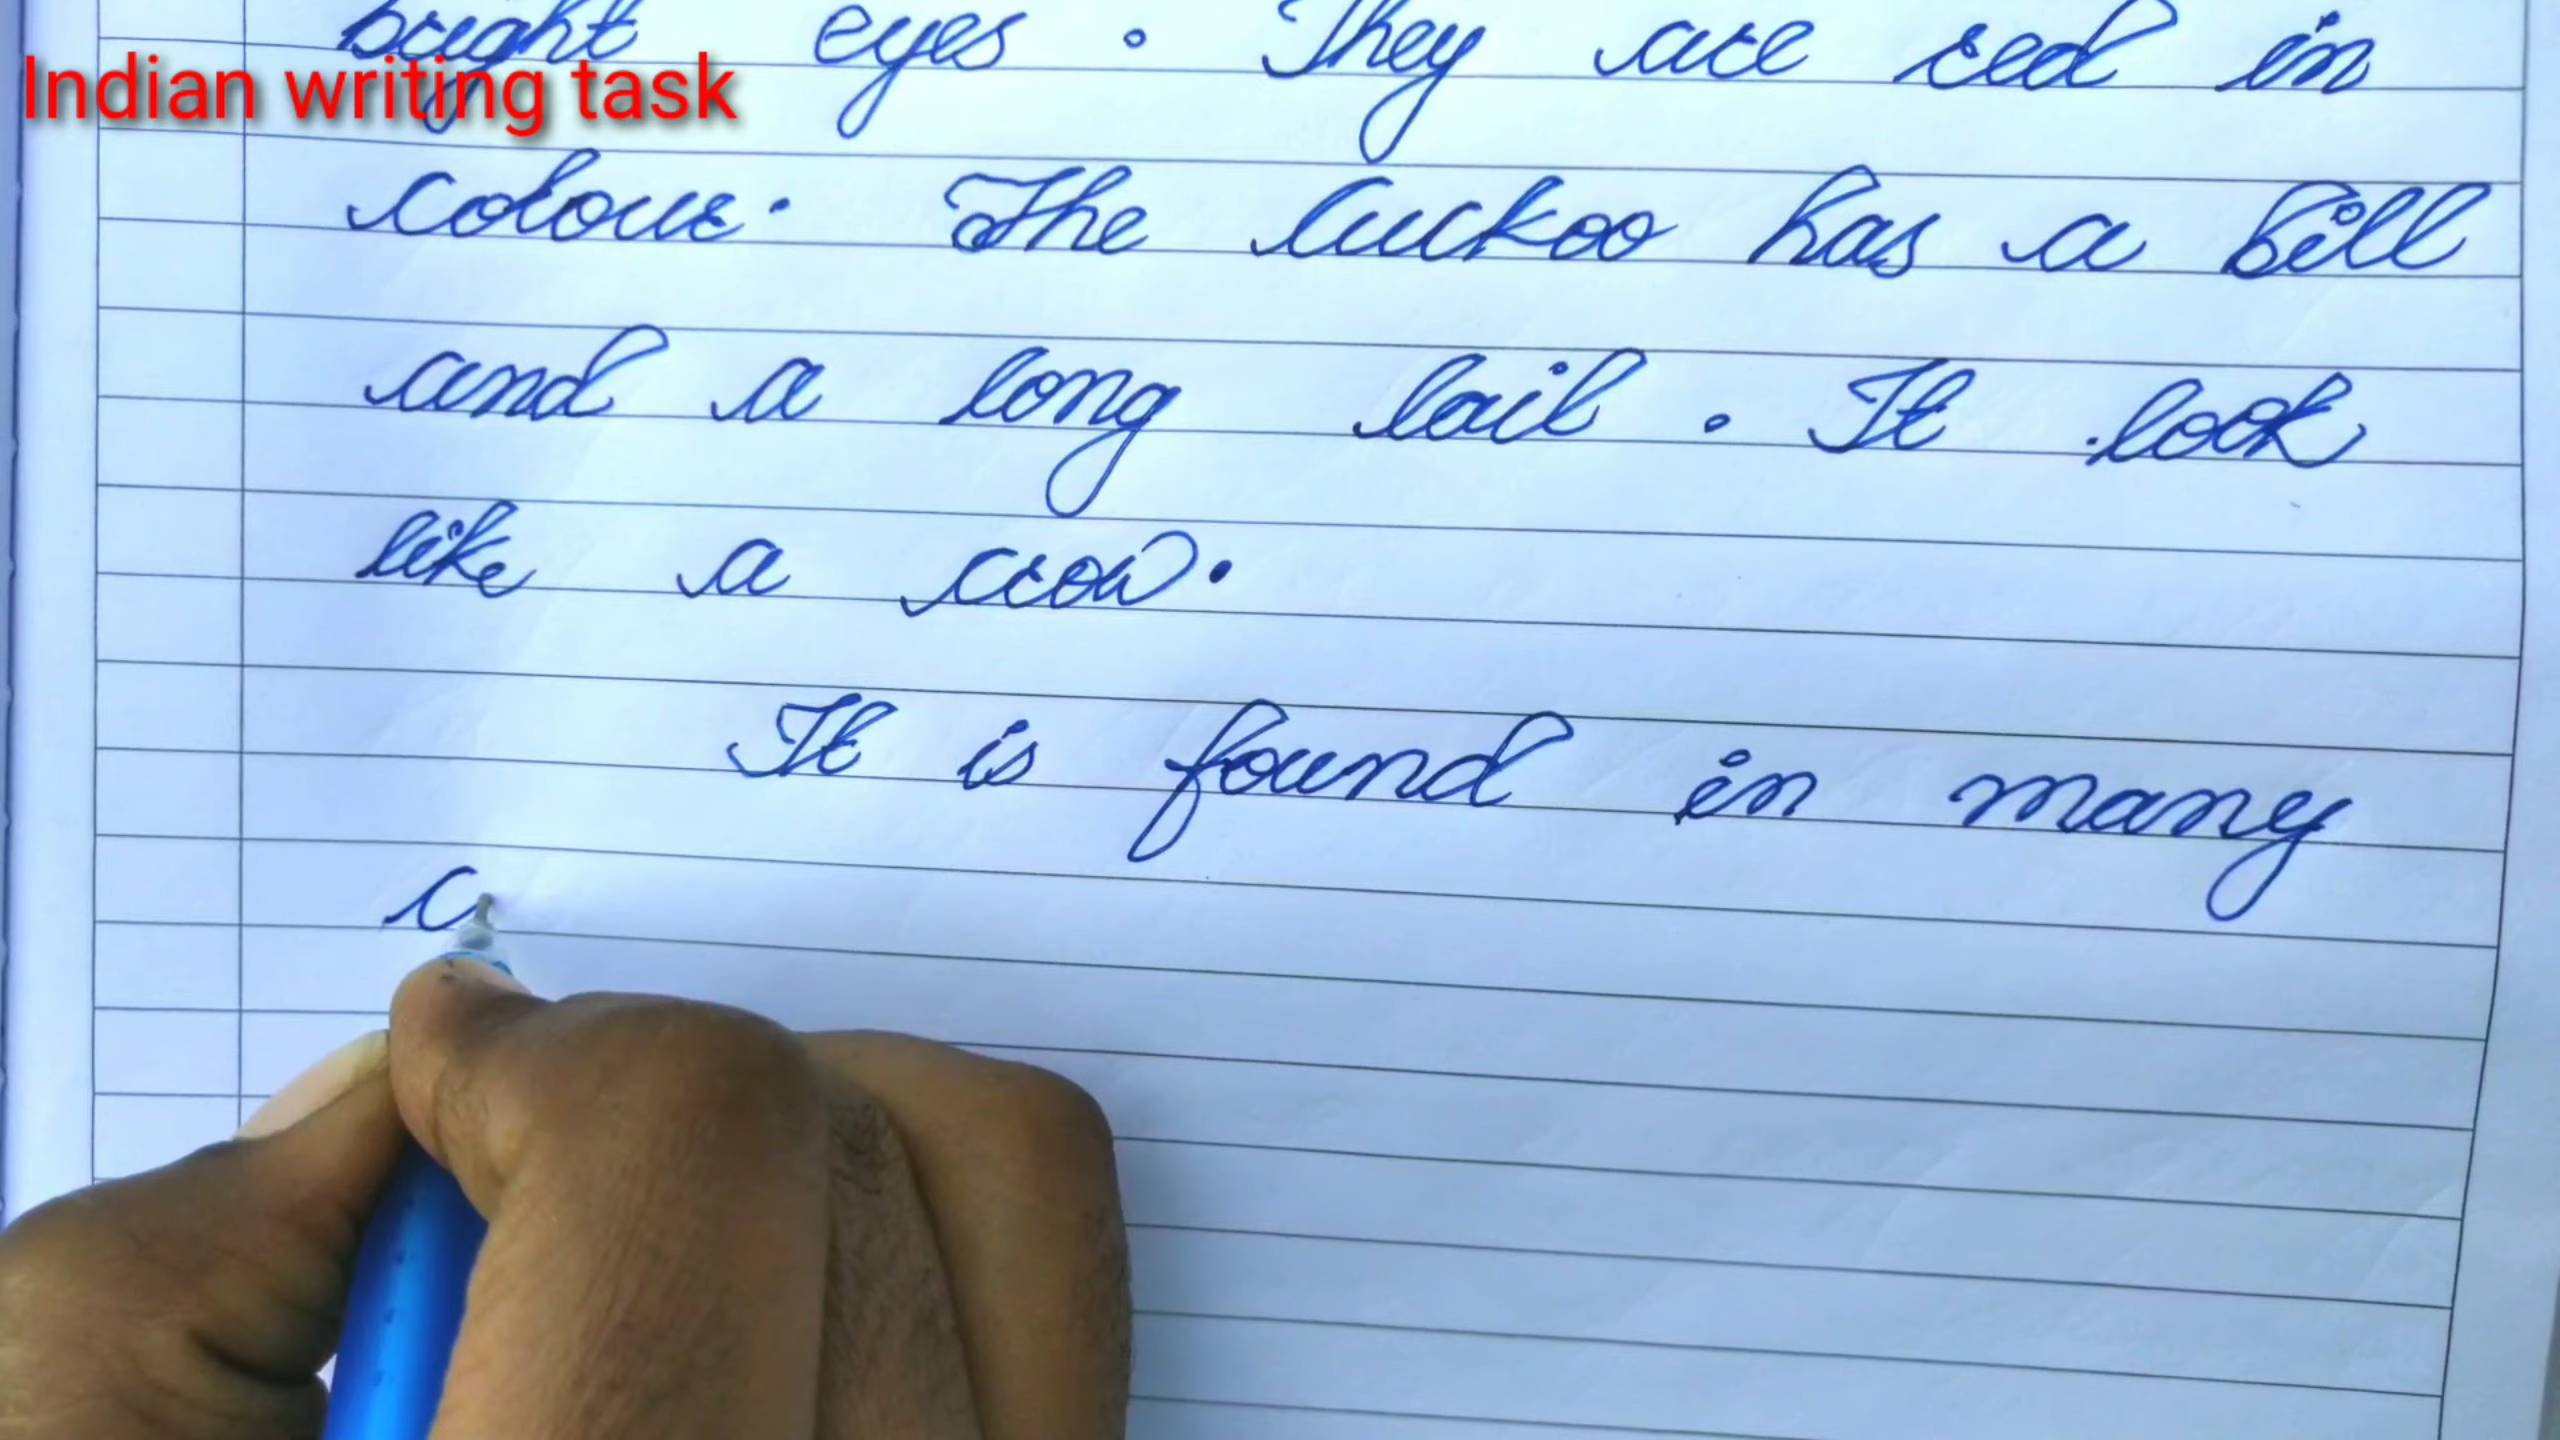 bright eyes. They are red in
Indian writing task
colour. The Cuckoo has a bill
and a long tail. It look
like a crow.
It is found in many
c